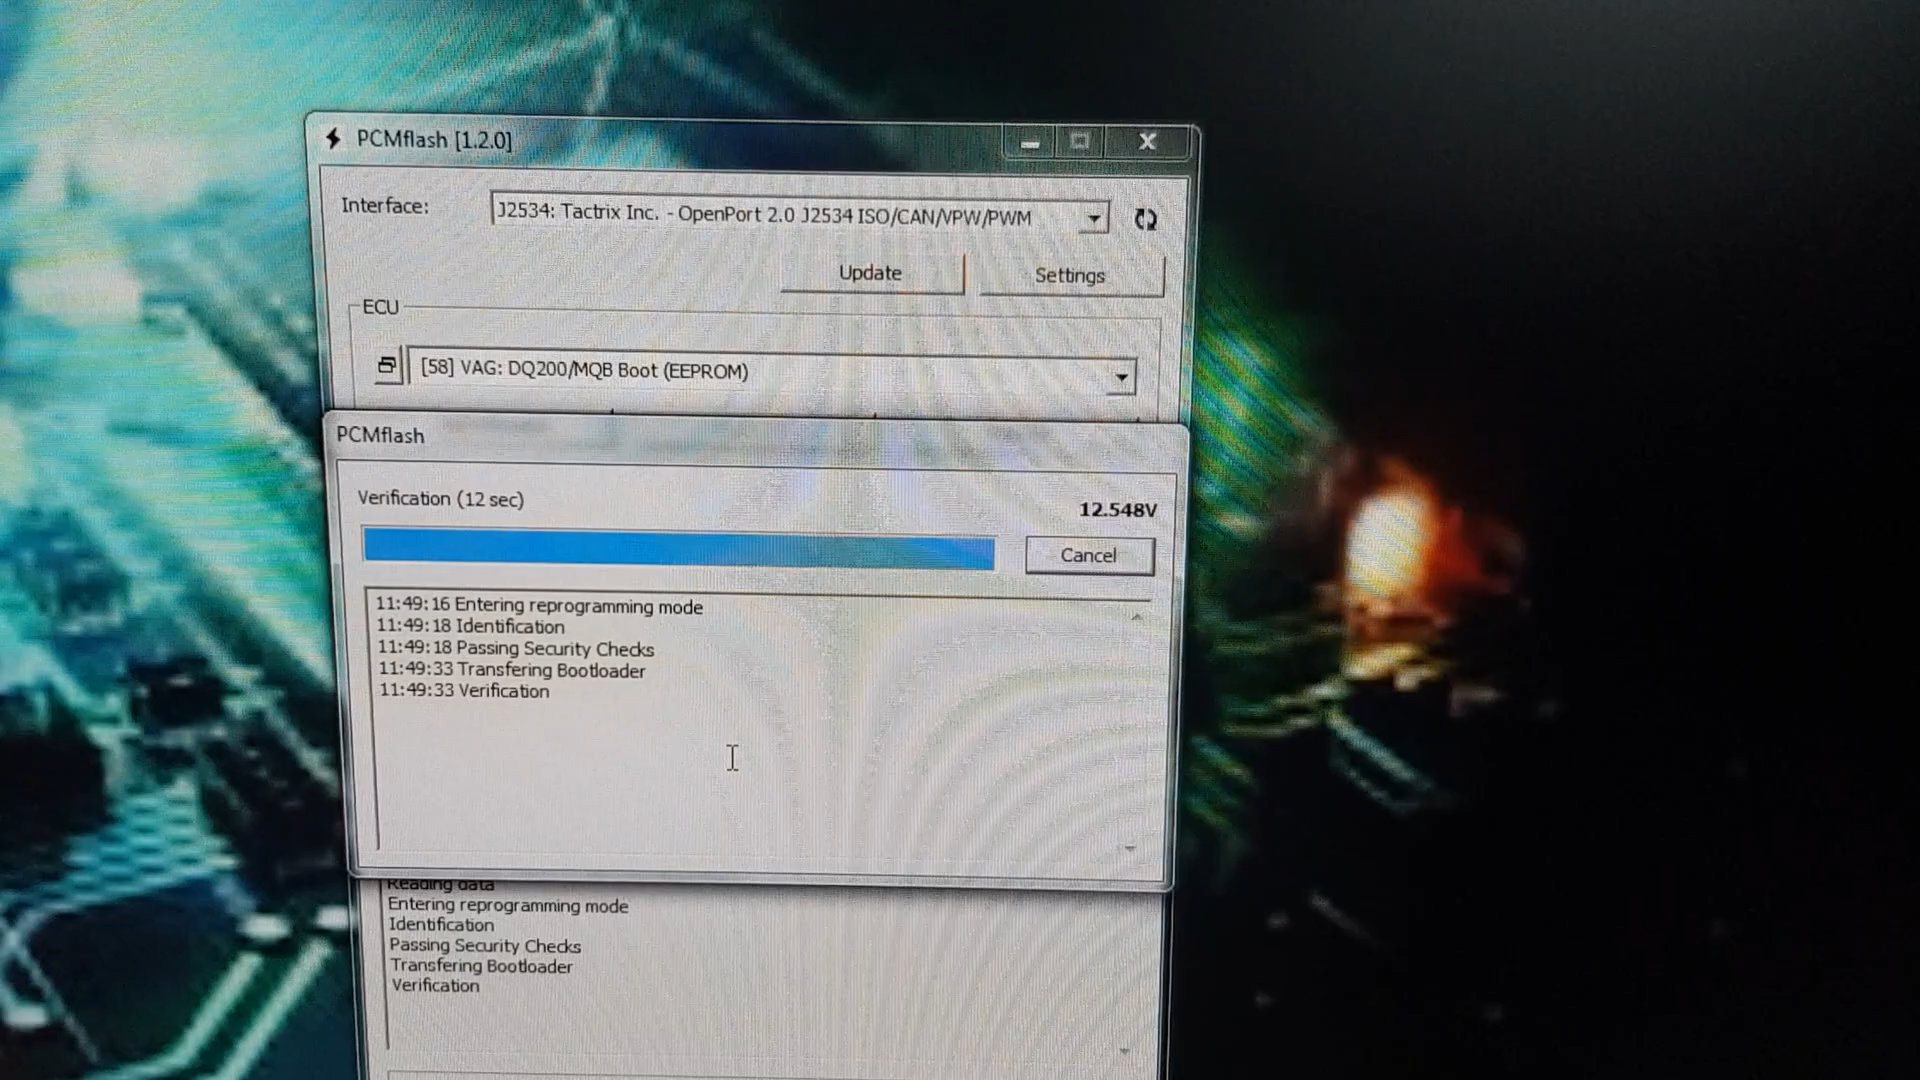 PCMflash [1.2.0]
Interface:
J2534: Tactrix Inc. - OpenPort 2.0 J2534 ISO/CAN/VPW/PWM
Update
Settings
ECU
[58] VAG: DQ200/MQB Boot (EEPROM)
PCMflash
Verification (12 sec)
12.548V
Cancel
11:49:16 Entering reprogramming mode
11:49:18 Identification
11:49:18 Passing Security Checks
11:49:33 Transfering Bootloader
11:49:33 Verification
Reading data
Entering reprogramming mode
Identification
Passing Security Checks
Transfering Bootloader
Verification